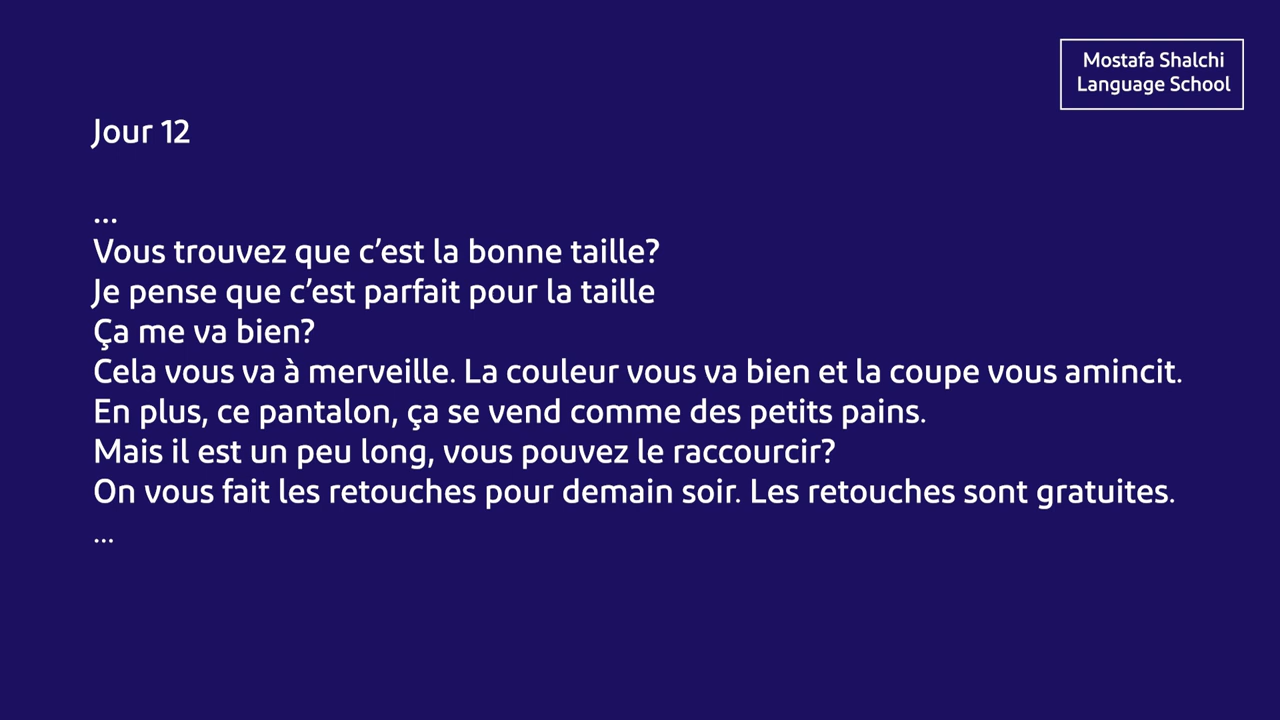 Mostafa Shalchi
Language School
Jour 12
...
Vous trouvez que c’est la bonne taille?
Je pense que c’est parfait pour la taille
Ça me va bien?
Cela vous va à merveille. La couleur vous va bien et la coupe vous amincit.
En plus, ce pantalon, ça se vend comme des petits pains.
Mais il est un peu long, vous pouvez le raccourcir?
On vous fait les retouches pour demain soir. Les retouches sont gratuites.
...